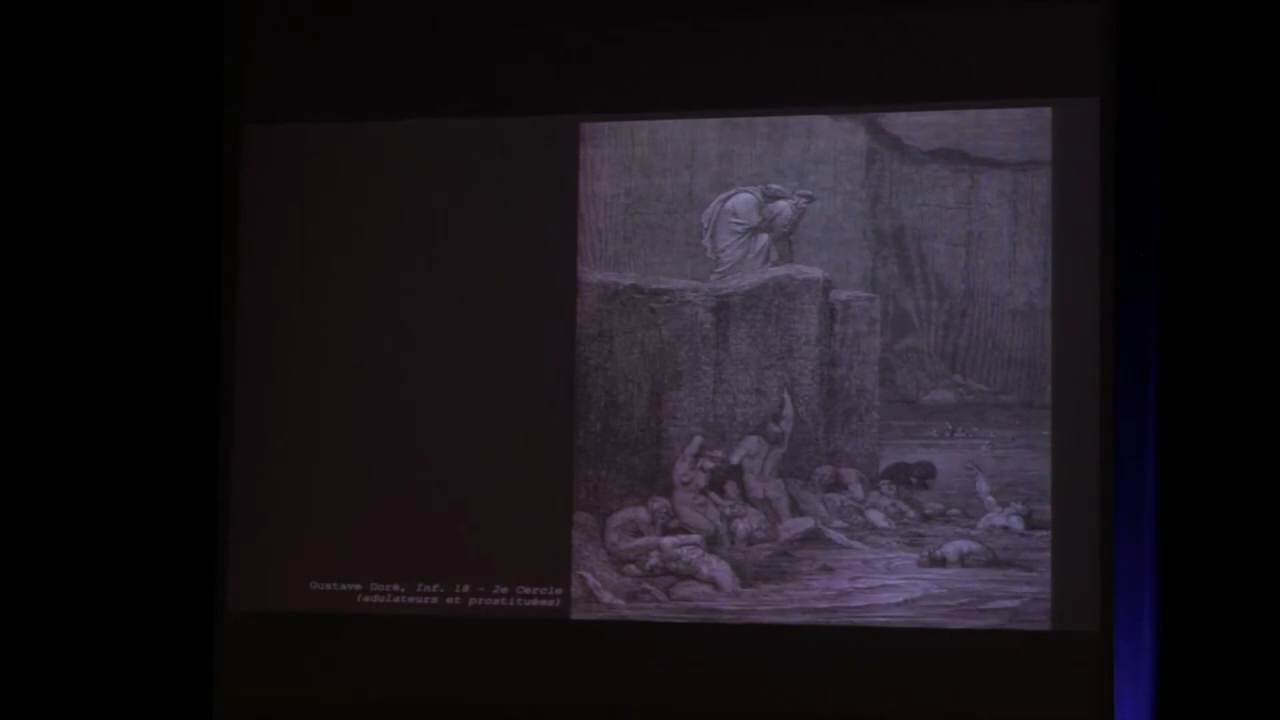 Gustave Doré, Inf. 18 - 2e Cercle
(adulateurs et prostituées)